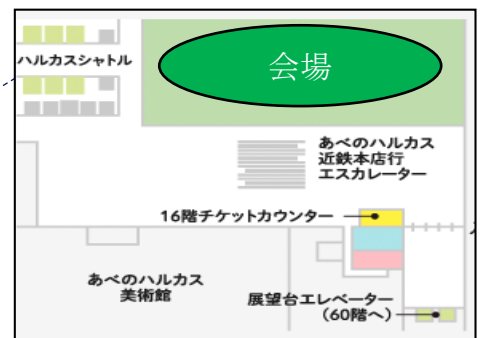 ハルカスシャトル
会場
あべのハルカス
近鉄本店行
エスカレーター
16階チケットカウンター
あべのハルカス
美術館
展望台エレベーター
(60階へ)